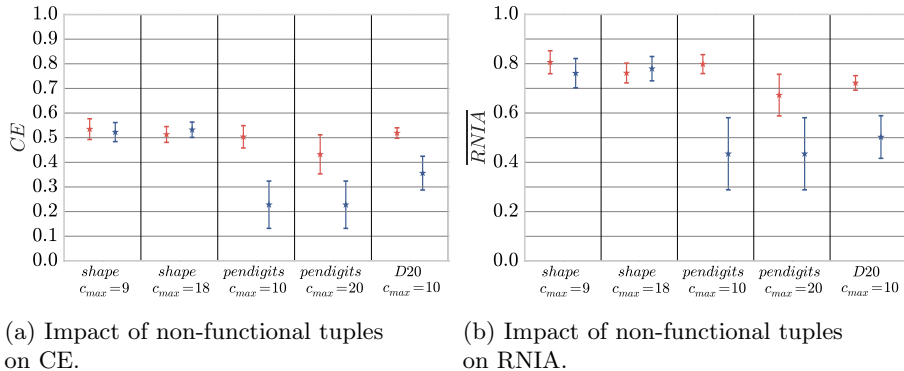 1.0
0.9
0.8
0.7
0.6
0.5
0.4
0.3
0.2
0.1
0.0
CE
shape
c_max=9
shape
c_max=18
pendigits
c_max=10
pendigits
c_max=20
D20
c_max=10
(a) Impact of non-functional tuples
on CE.
1.0
0.8
0.6
0.4
0.2
0.0
RNIA
shape
c_max=9
shape
c_max=18
pendigits
c_max=10
pendigits
c_max=20
D20
c_max=10
(b) Impact of non-functional tuples
on RNIA.